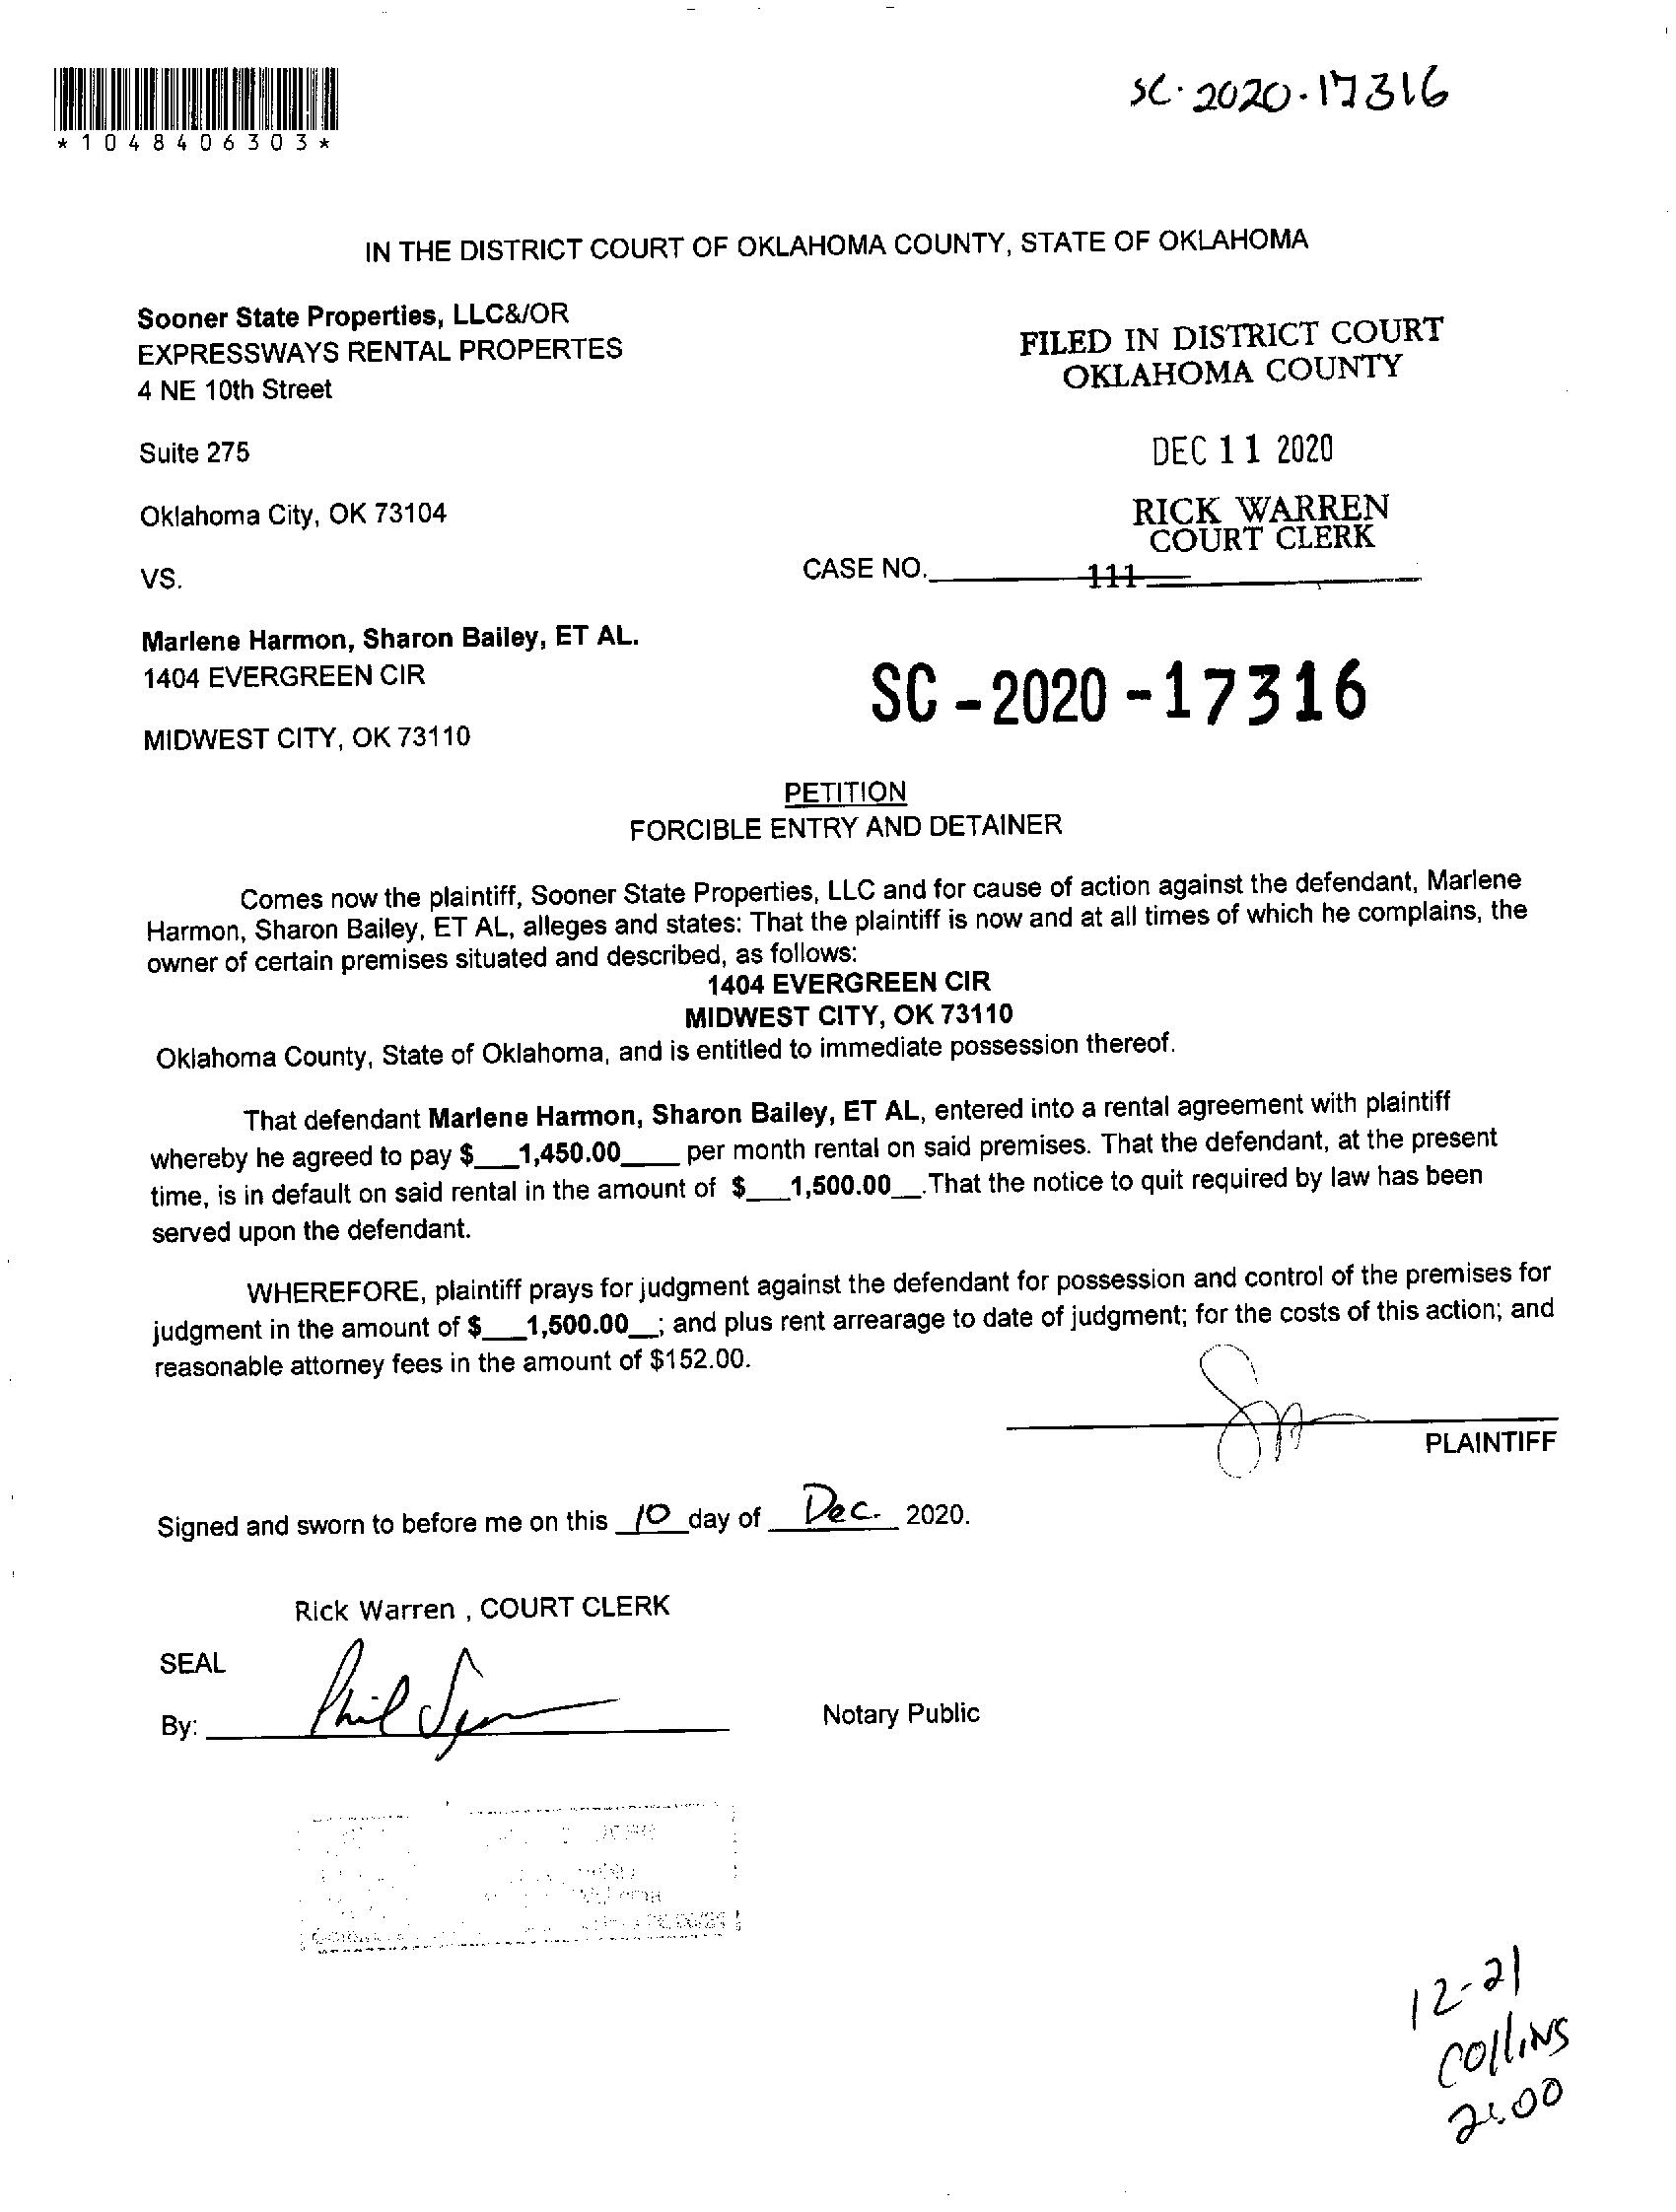 SC-2020-17316
*1048406303*
IN THE DISTRICT COURT OF OKLAHOMA COUNTY, STATE OF OKLAHOMA
Sooner State Properties, LLC&/OR
EXPRESSWAYS RENTAL PROPERTES
4 NE 10th Street
Suite 275
Oklahoma City, OK 73104
VS.
FILED IN DISTRICT COURT
OKLAHOMA COUNTY
DEC 11 2020
RICK WARREN
COURT CLERK
CASE NO. 111
Marlene Harmon, Sharon Bailey, ET AL.
1404 EVERGREEN CIR
MIDWEST CITY, OK 73110
SC-2020-17316
PETITION
FORCIBLE ENTRY AND DETAINER
Comes now the plaintiff, Sooner State Properties, LLC and for cause of action against the defendant, Marlene
Harmon, Sharon Bailey, ET AL, alleges and states: That the plaintiff is now and at all times of which he complains, the
owner of certain premises situated and described, as follows:
1404 EVERGREEN CIR
MIDWEST CITY, OK 73110
Oklahoma County, State of Oklahoma, and is entitled to immediate possession thereof.
That defendant Marlene Harmon, Sharon Bailey, ET AL, entered into a rental agreement with plaintiff
whereby he agreed to pay $___1,450.00____ per month rental on said premises. That the defendant, at the present
time, is in default on said rental in the amount of $___1,500.00__.That the notice to quit required by law has been
served upon the defendant.
WHEREFORE, plaintiff prays for judgment against the defendant for possession and control of the premises for
judgment in the amount of $___1,500.00__; and plus rent arrearage to date of judgment; for the costs of this action; and
reasonable attorney fees in the amount of $152.00.
PLAINTIFF
Signed and sworn to before me on this 10 day of Dec. 2020.
Rick Warren , COURT CLERK
SEAL
By:
Notary Public
12-21
Collins
2:00